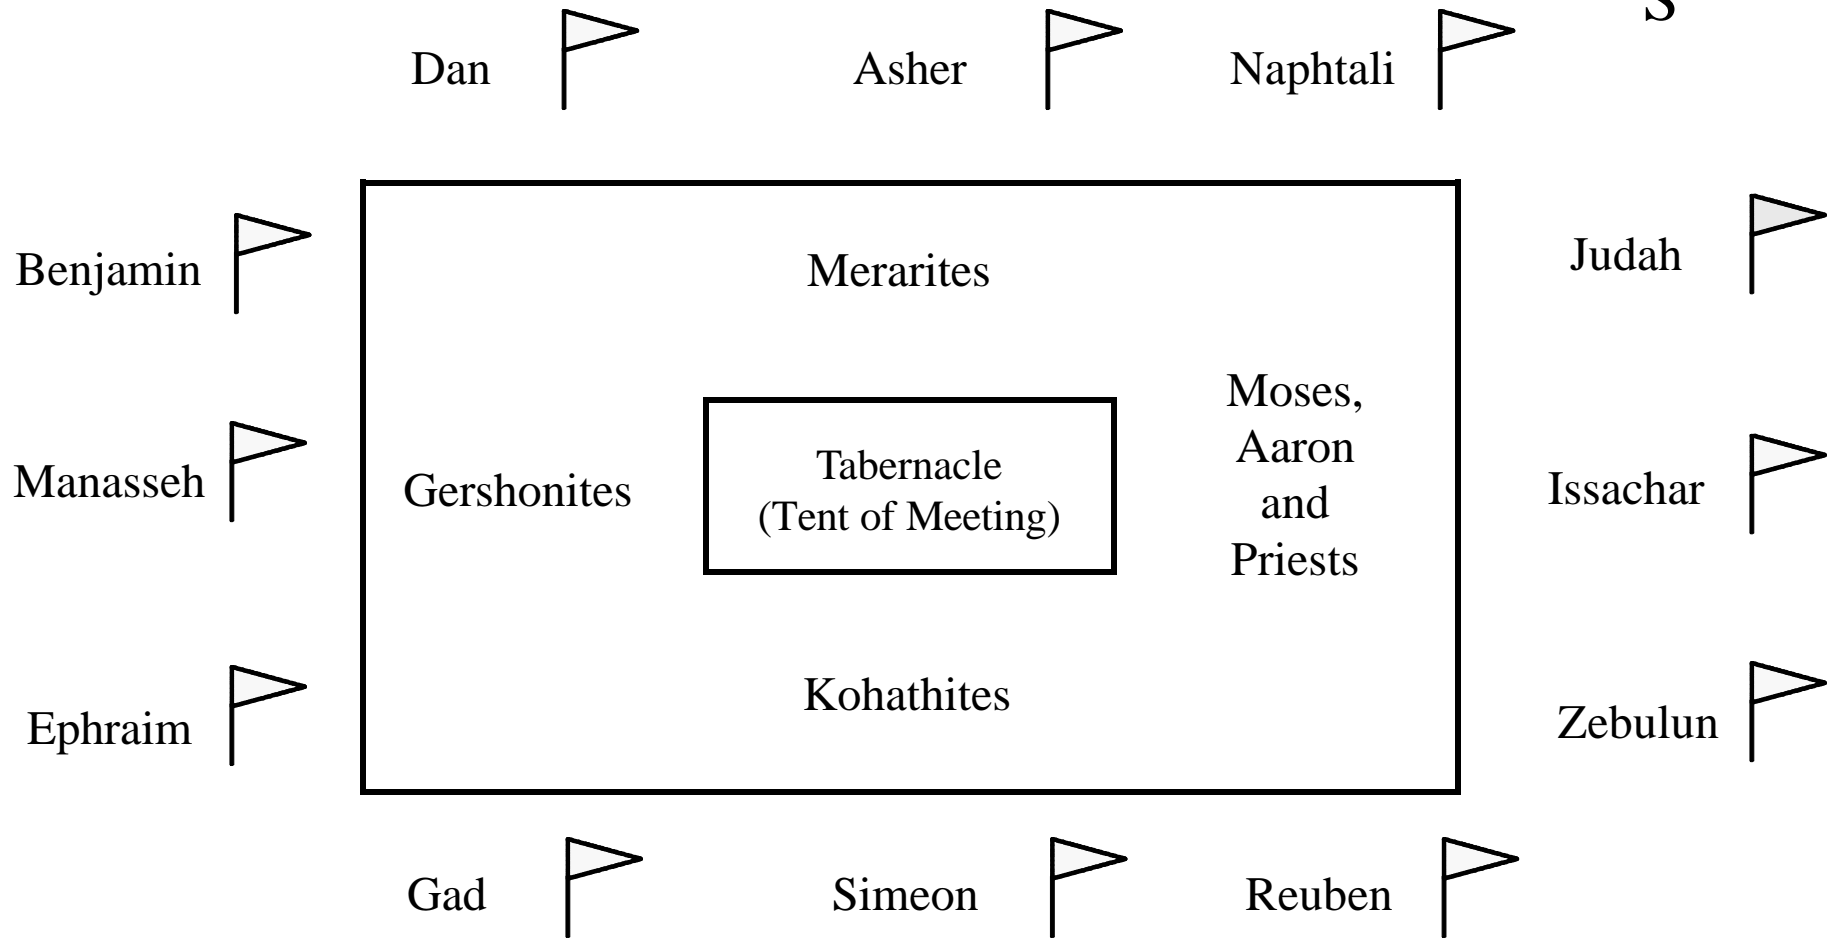 S
Dan Asher Naphtali
Benjamin Merarites Judah
Moses,
Aaron
and
Priests
Manasseh Gershonites Tabernacle
(Tent of Meeting)
Issachar
Ephraim Kohathites Zebulun
Gad Simeon Reuben